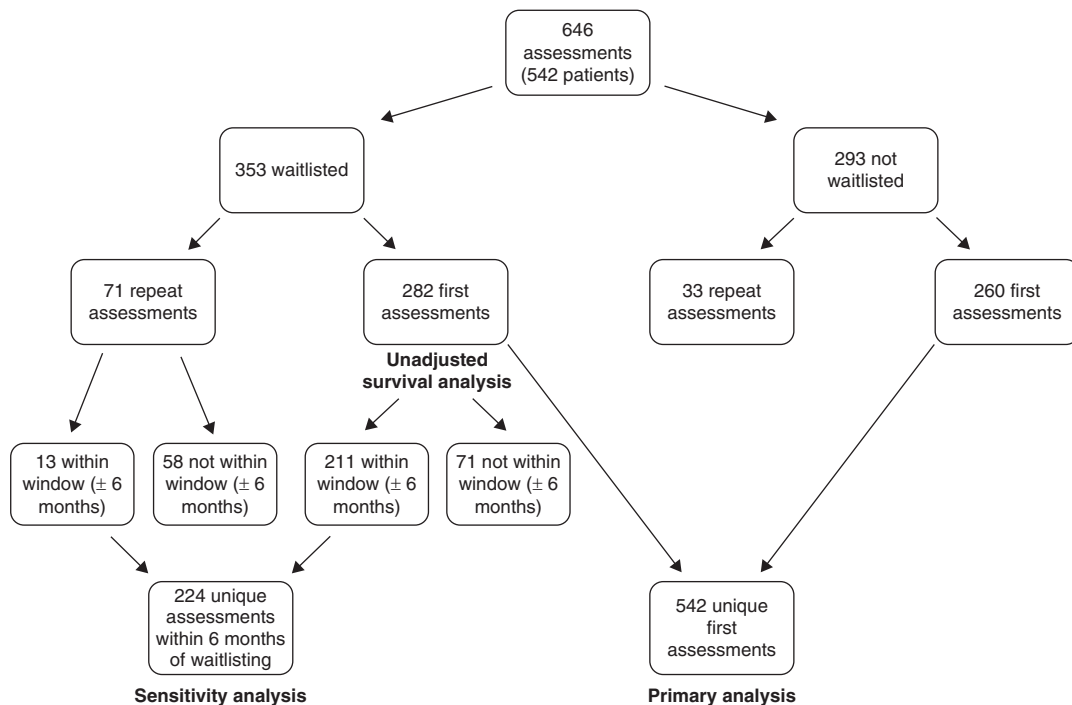 646
assessments
(542 patients)
353 waitlisted
293 not
waitlisted
71 repeat
assessments
282 first
assessments
33 repeat
assessments
260 first
assessments
Unadjusted
survival analysis
13 within
window (± 6
months)
58 not within
window (± 6
months)
211 within
window (± 6
months)
71 not within
window (± 6
months)
224 unique
assessments
within 6 months
of waitlisting
542 unique
first
assessments
Sensitivity analysis
Primary analysis